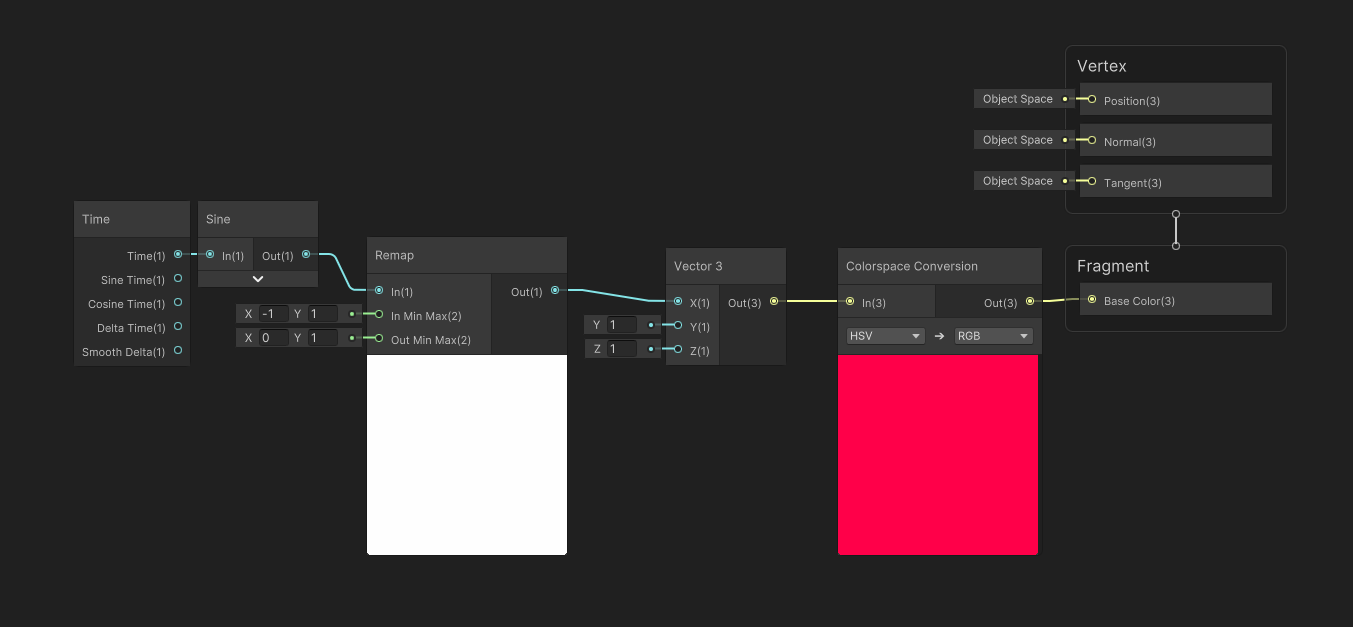 Vertex
Object Space Position(3)
Object Space Normal(3)
Object Space Tangent(3)
Time
Time(1)
Sine Time(1)
Cosine Time(1)
Delta Time(1)
Smooth Delta(1)
Sine
In(1) Out(1)
Remap
In(1) Out(1)
X -1 Y 1 In Min Max(2)
X 0 Y 1 Out Min Max(2)
Vector 3
X(1) Out(3)
Y 1 Y(1)
Z 1 Z(1)
Colorspace Conversion
In(3) Out(3)
HSV → RGB
Fragment
Base Color(3)